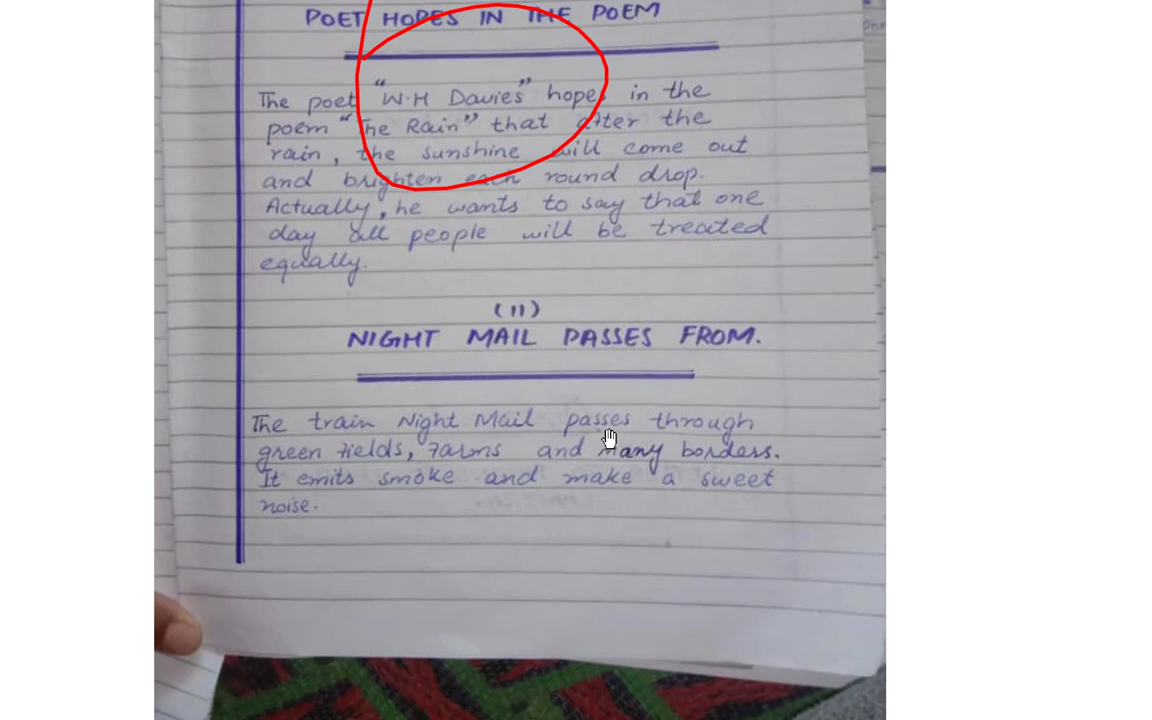 POET HOPES IN THE POEM
The poet "W.H Davies" hope in the
poem "The Rain" that after the
rain, the sunshine will come out
and brighten each round drop.
Actually, he wants to say that one
day all people will be treated
equally.
(11)
NIGHT MAIL PASSES FROM.
The train Night Mail passes through
green fields, farms and many borders.
It emits smoke and make a sweet
noise.